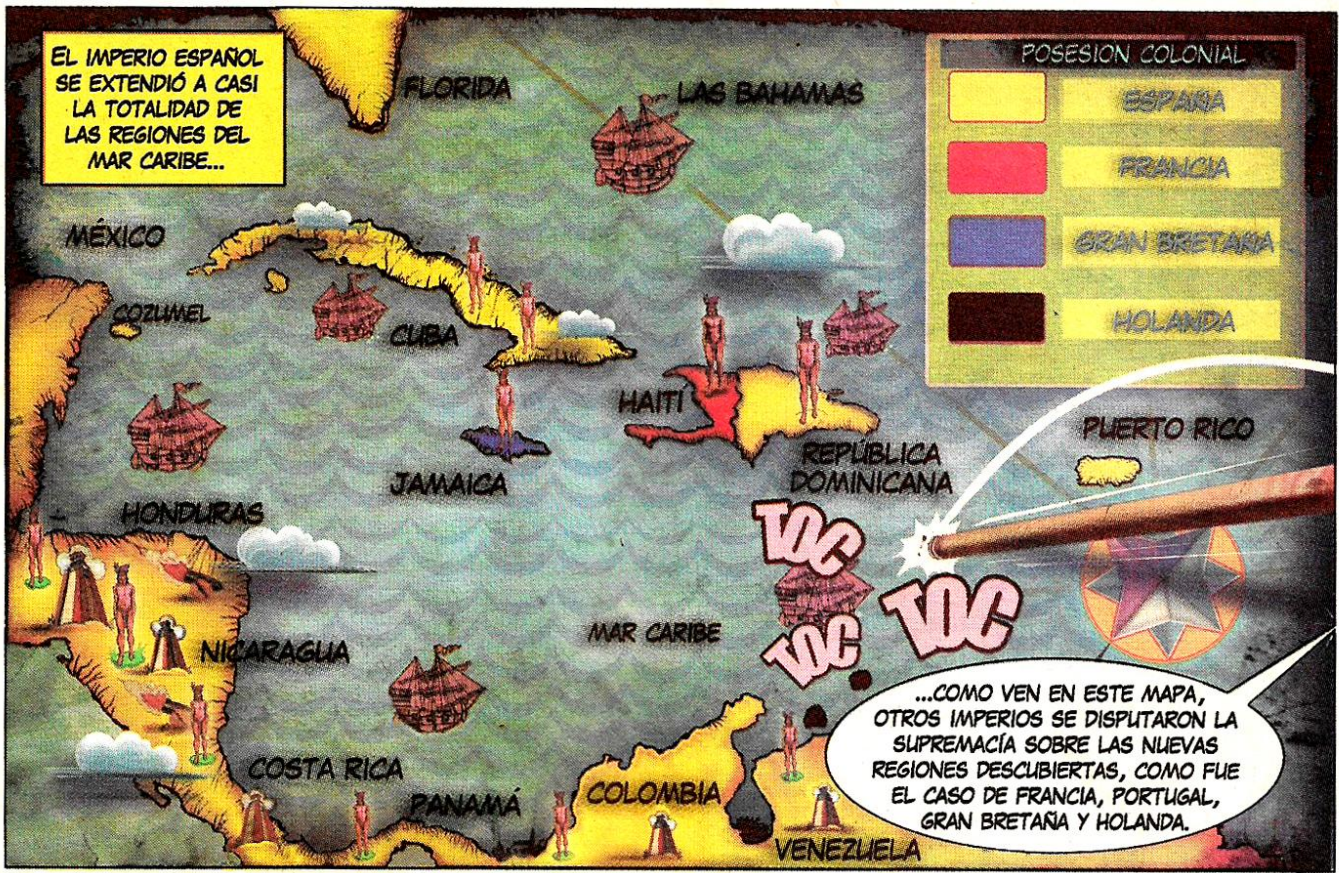 EL IMPERIO ESPAÑOL
SE EXTENDIÓ A CASI
LA TOTALIDAD DE
LAS REGIONES DEL
MAR CARIBE...
POSESION COLONIAL
ESPAÑA
FRANCIA
GRAN BRETAÑA
HOLANDA
FLORIDA
LAS BAHAMAS
MÉXICO
COZUMEL
CUBA
HAITÍ
PUERTO RICO
REPÚBLICA
DOMINICANA
JAMAICA
HONDURAS
TOC
TOC
TOC
MAR CARIBE
NICARAGUA
COSTA RICA
PANAMÁ
COLOMBIA
VENEZUELA
...COMO VEN EN ESTE MAPA,
OTROS IMPERIOS SE DISPUTARON LA
SUPREMACÍA SOBRE LAS NUEVAS
REGIONES DESCUBIERTAS, COMO FUE
EL CASO DE FRANCIA, PORTUGAL,
GRAN BRETAÑA Y HOLANDA.